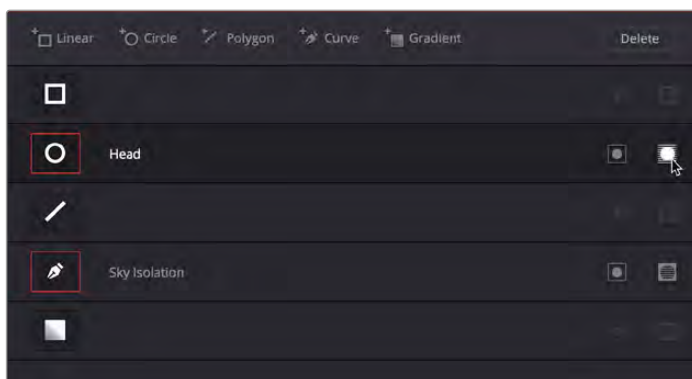 Linear Circle Polygon Curve Gradient Delete
Head
Sky Isolation